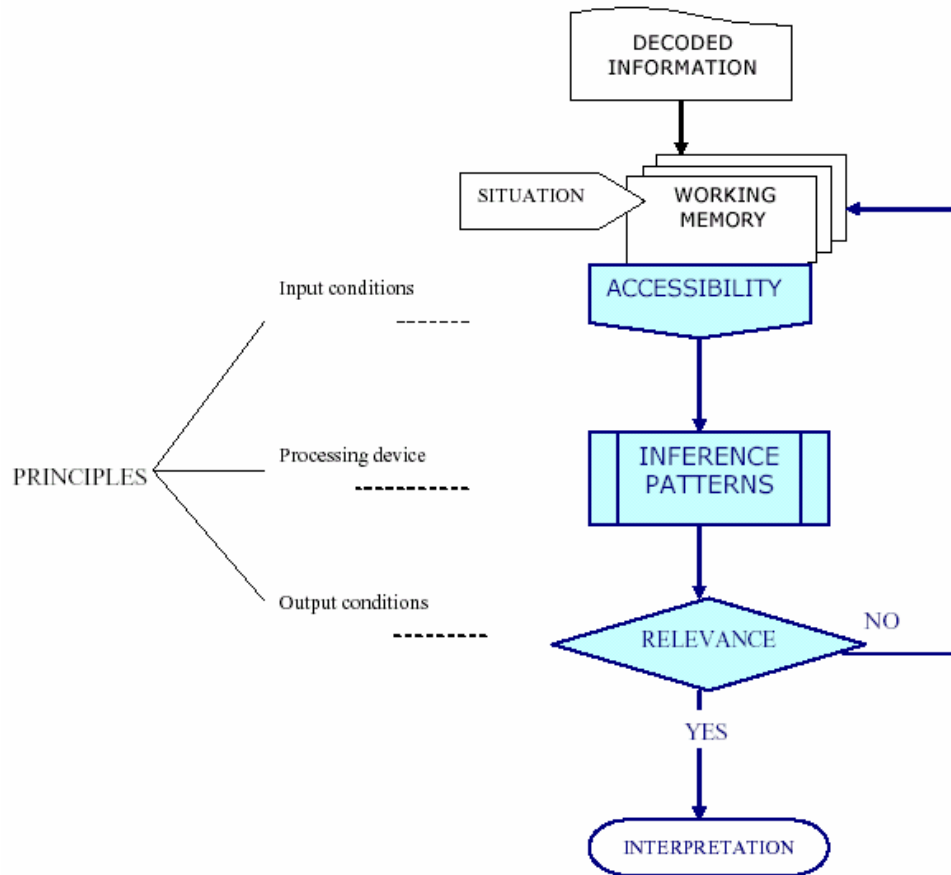 DECODED
INFORMATION
SITUATION
WORKING
MEMORY
Input conditions
ACCESSIBILITY
PRINCIPLES
Processing device
INFERENCE
PATTERNS
Output conditions
RELEVANCE
NO
YES
INTERPRETATION